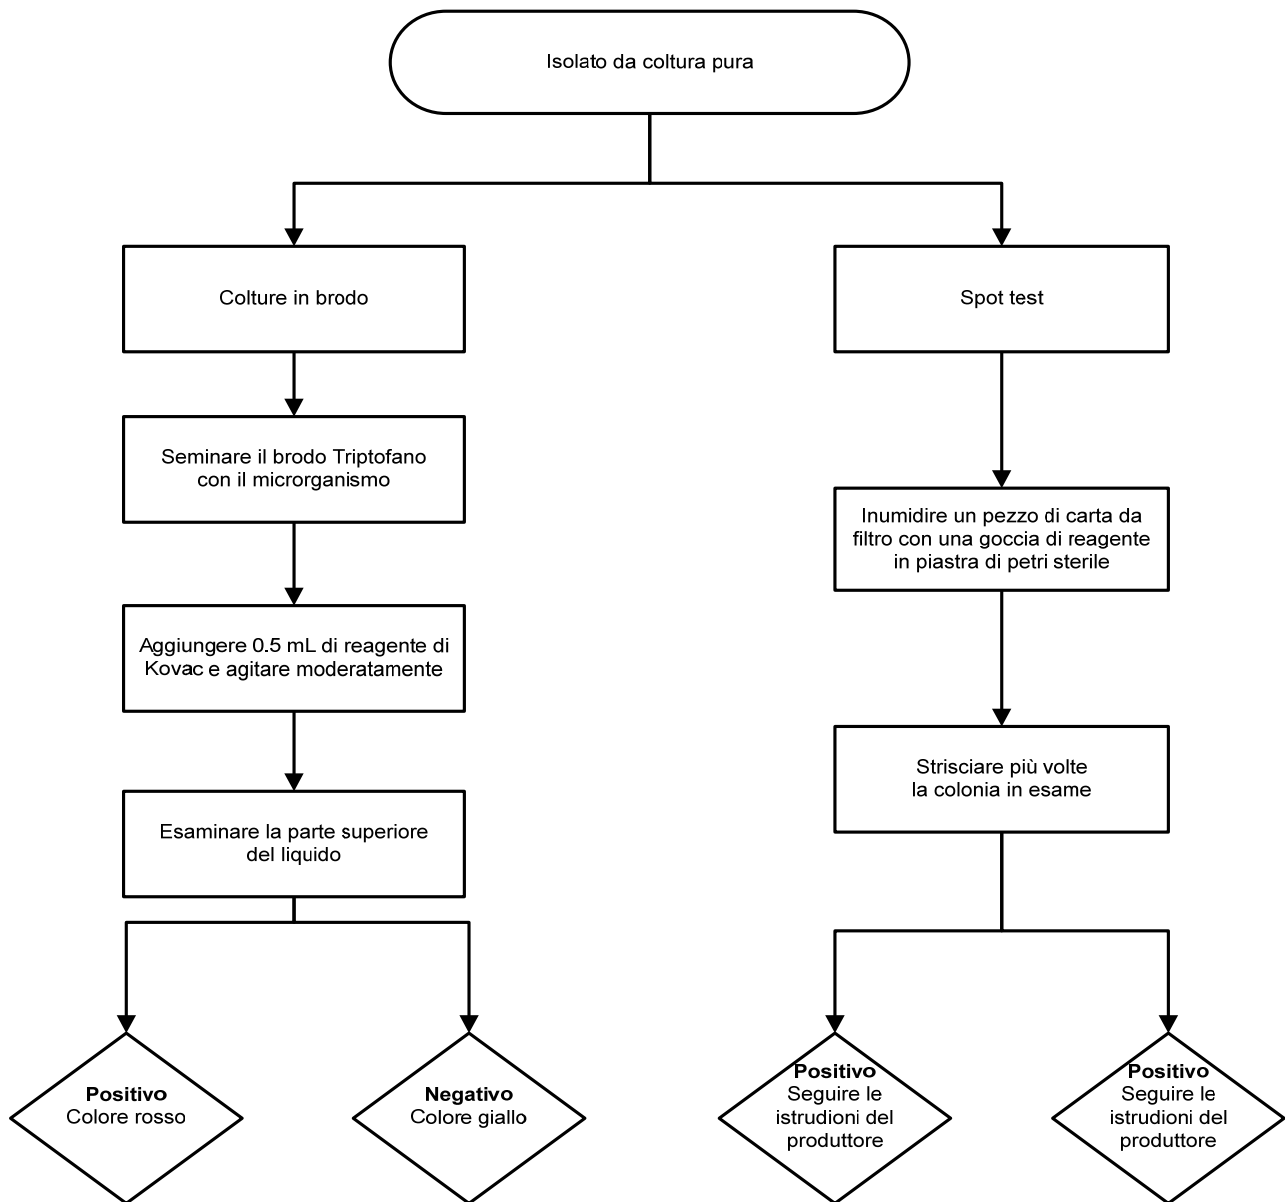 Isolato da coltura pura
Colture in brodo
Spot test
Seminare il brodo Triptofano
con il microrganismo
Inumidire un pezzo di carta da
filtro con una goccia di reagente
in piastra di petri sterile
Aggiungere 0.5 mL di reagente di
Kovac e agitare moderatamente
Strisciare più volte
la colonia in esame
Esaminare la parte superiore
del liquido
Positivo
Colore rosso
Negativo
Colore giallo
Positivo
Seguire le
istrudioni del
produttore
Positivo
Seguire le
istrudioni del
produttore